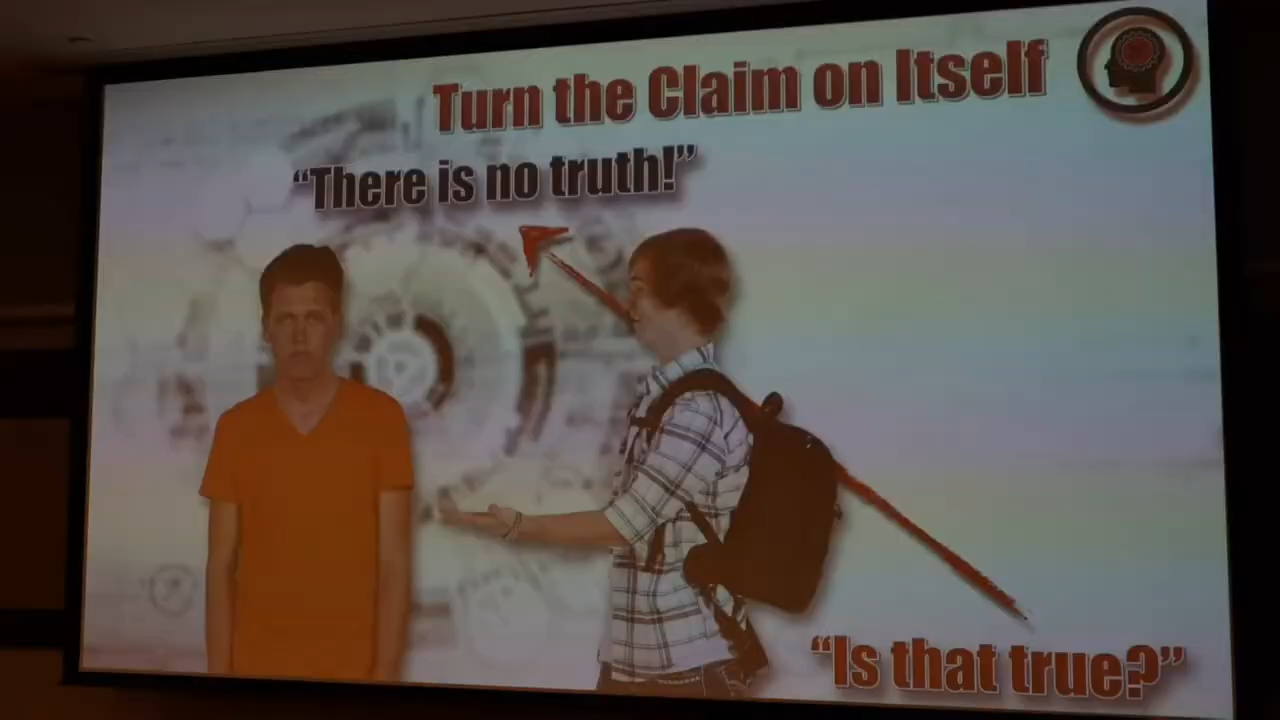 Turn the Claim on Itself
“There is no truth!”
“Is that true?”